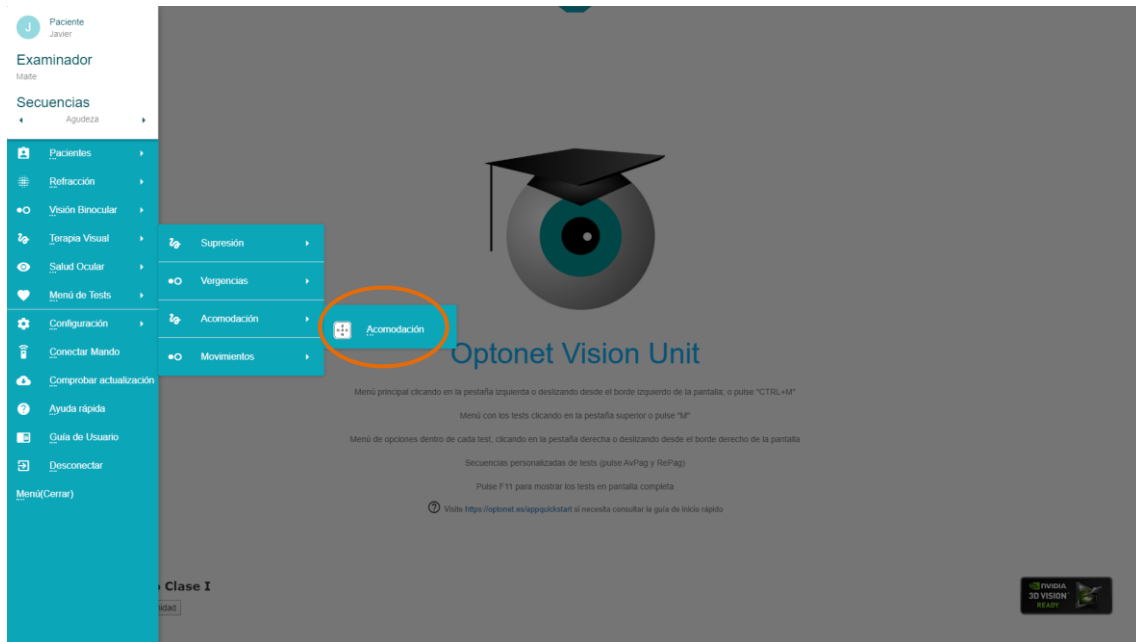 J
Paciente
Javier
Examinador
Maite
Secuencias
Agudeza
Pacientes
Refracción
Visión Binocular
Terapia Visual
Salud Ocular
Menú de Tests
Configuración
Conectar Mando
Comprobar actualización
Ayuda rápida
Guía de Usuario
Desconectar
Menú(Cerrar)
Supresión
Vergencias
Acomodación
Movimientos
Acomodación
Optonet Vision Unit
Menú principal clicando en la pestaña izquierda o deslizando desde el borde izquierdo de la pantalla; o pulse "CTRL+M"
Menú con los tests clicando en la pestaña superior o pulse "M"
Menú de opciones dentro de cada test, clicando en la pestaña derecha o deslizando desde el borde derecho de la pantalla
Secuencias personalizadas de tests (pulse AvPag y RePag)
Pulse F11 para mostrar los tests en pantalla completa
Visite https://optonet.es/appquickstart si necesita consultar la guía de inicio rápido
Clase I
idad
NVIDIA
3D VISION
READY